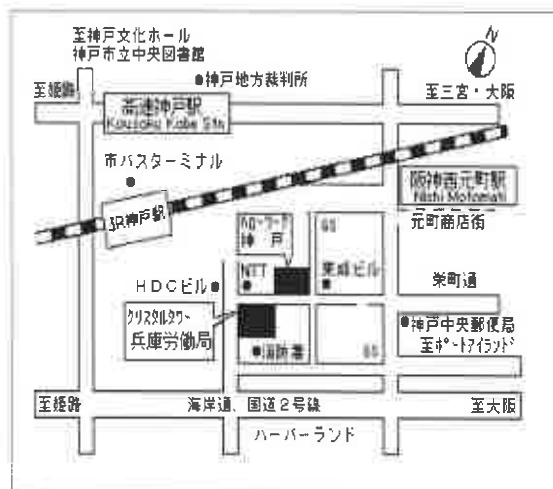 N
至神戸文化ホール
神戸市立中央図書館
●神戸地方裁判所
至姫路
至三宮・大阪
高速神戸駅
Kousoku Kobe Stn
市バスターミナル
阪神西元町駅
Nishi Motomati
JR神戸駅
元町商店街
ハローワーク
神戸
GS
NTT
東成ビル
栄町通
HDCビル
クリスタルタワー
兵庫労働局
●神戸中央郵便局
至ポートアイランド
●消防署
GS
至姫路
海岸通、国道2号線
至大阪
ハーバーランド